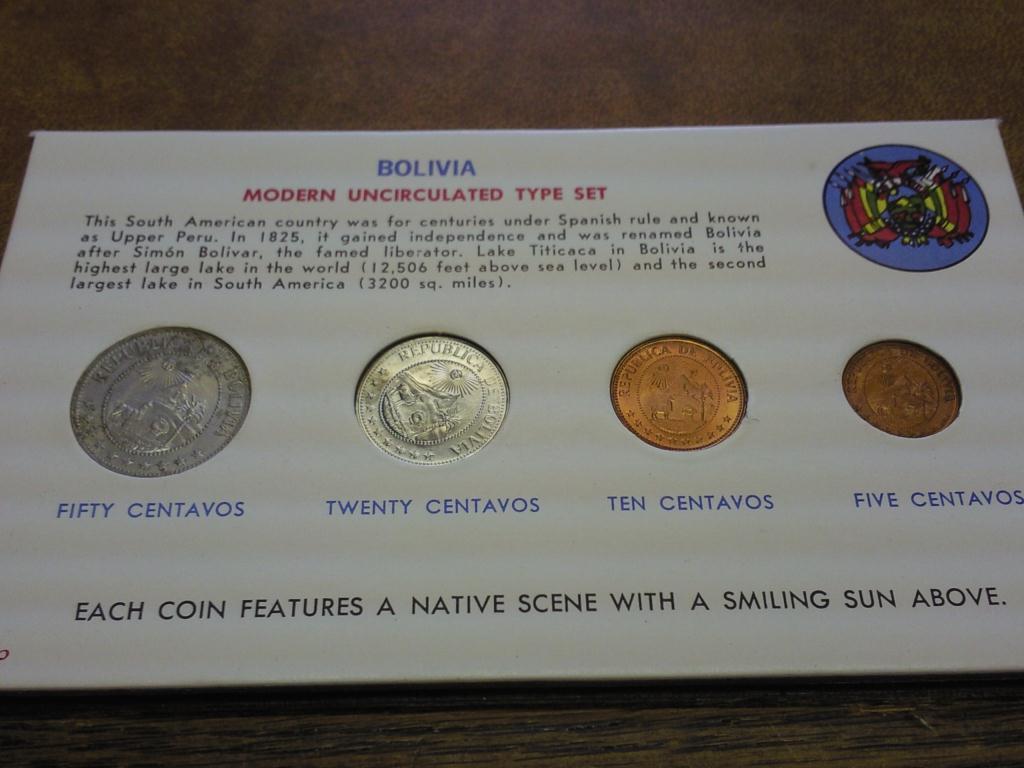 BOLIVIA
MODERN UNCIRCULATED TYPE SET
This South American country was for centuries under Spanish rule and known
as Upper Peru. In 1825, it gained independence and was renamed Bolivia
after Simón Bolivar, the famed liberator. Lake Titicaca in Bolivia is the
highest large lake in the world (12,506 feet above sea level) and the second
largest lake in South America (3200 sq. miles).
REPUBLICA DE BOLIVIA
REPUBLICA DE BOLIVIA
REPUBLICA DE BOLIVIA
FIFTY CENTAVOS
TWENTY CENTAVOS
TEN CENTAVOS
FIVE CENTAVOS
EACH COIN FEATURES A NATIVE SCENE WITH A SMILING SUN ABOVE.